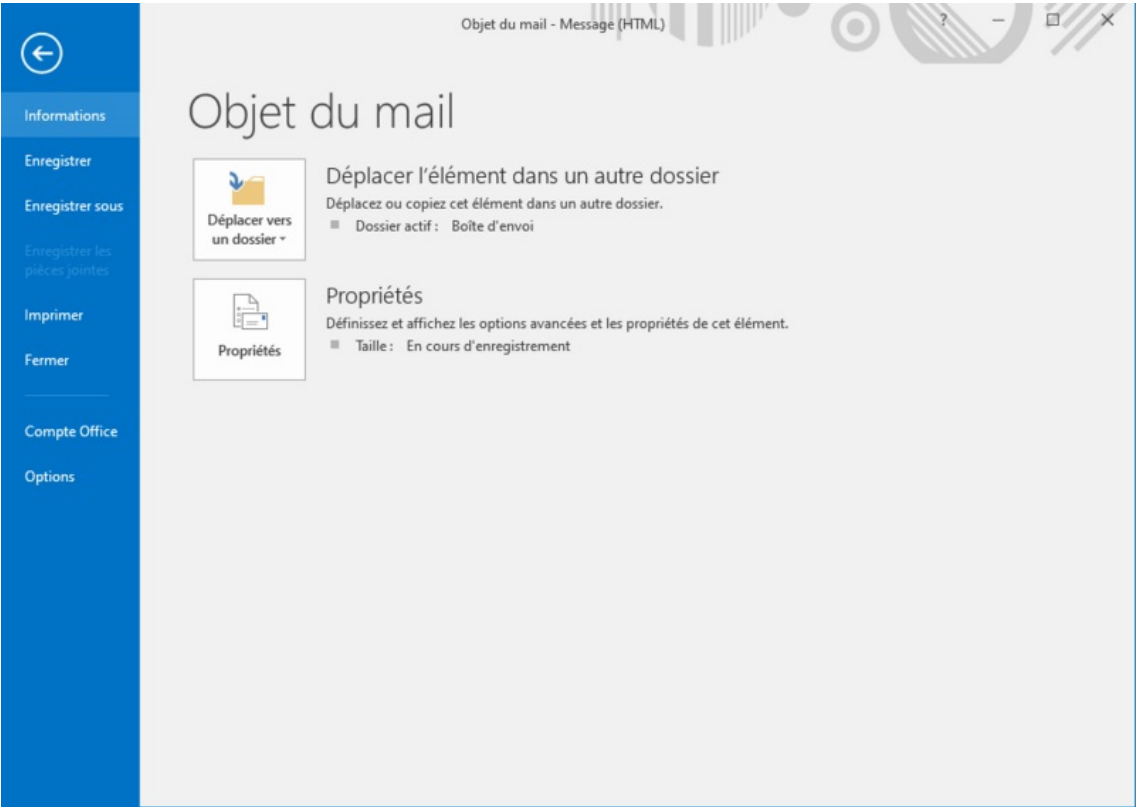 Objet du mail - Message (HTML)
?
Informations
Enregistrer
Enregistrer sous
Enregistrer les
pièces jointes
Imprimer
Fermer
Compte Office
Options
Objet du mail
Déplacer vers
un dossier
Déplacer l'élément dans un autre dossier
Déplacez ou copiez cet élément dans un autre dossier.
Dossier actif : Boîte d'envoi
Propriétés
Propriétés
Définissez et affichez les options avancées et les propriétés de cet élément.
Taille : En cours d'enregistrement